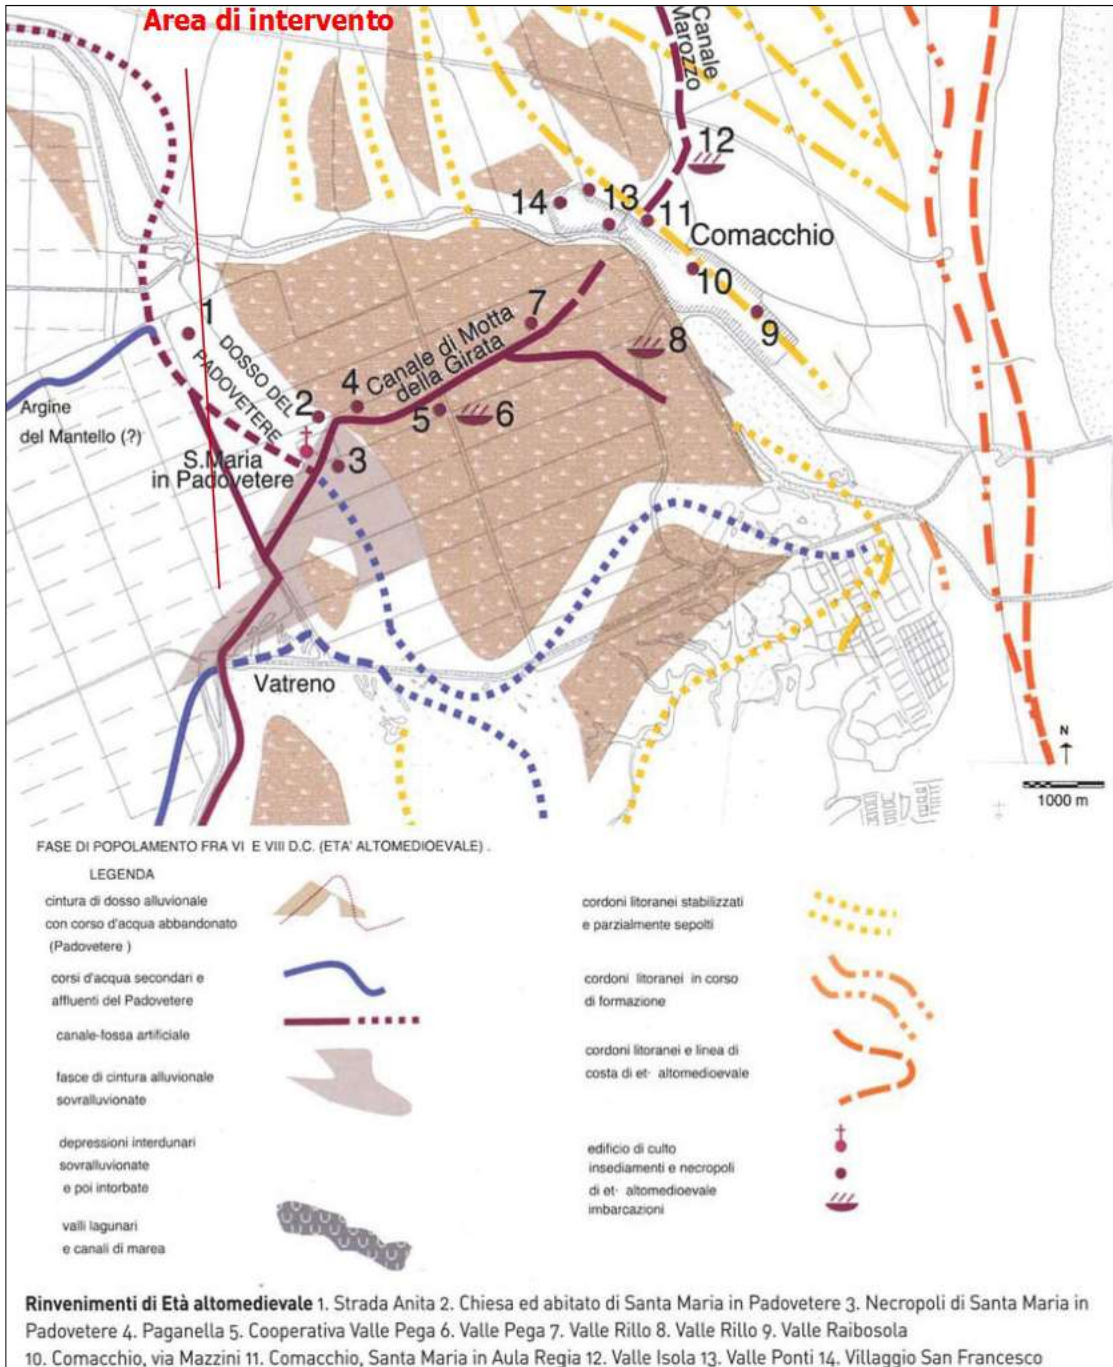 Area di intervento
Canale
Marozzo
12
13
14
11
Comacchio
10
9
1
DOSSO DEL
PADOVETERE
7
Canale di Motta
della Girata
8
4
2
5
6
Argine
del Mantello (?)
S.Maria
in Padovetere
3
Vatreno
N
1000 m
FASE DI POPOLAMENTO FRA VI E VIII D.C. (ETA' ALTOMEDIOEVALE) .
LEGENDA
cintura di dosso alluvionale
con corso d'acqua abbandonato
(Padovetere )
corsi d'acqua secondari e
affluenti del Padovetere
canale-fossa artificiale
fasce di cintura alluvionale
sovralluvionate
depressioni interdunari
sovralluvionate
e poi intorbate
valli lagunari
e canali di marea
cordoni litoranei stabilizzati
e parzialmente sepolti
cordoni litoranei in corso
di formazione
cordoni litoranei e linea di
costa di et· altomedioevale
edificio di culto
insediamenti e necropoli
di et· altomedioevale
imbarcazioni
Rinvenimenti di Età altomedievale 1. Strada Anita 2. Chiesa ed abitato di Santa Maria in Padovetere 3. Necropoli di Santa Maria in
Padovetere 4. Paganella 5. Cooperativa Valle Pega 6. Valle Pega 7. Valle Rillo 8. Valle Rillo 9. Valle Raibosola
10. Comacchio, via Mazzini 11. Comacchio, Santa Maria in Aula Regia 12. Valle Isola 13. Valle Ponti 14. Villaggio San Francesco